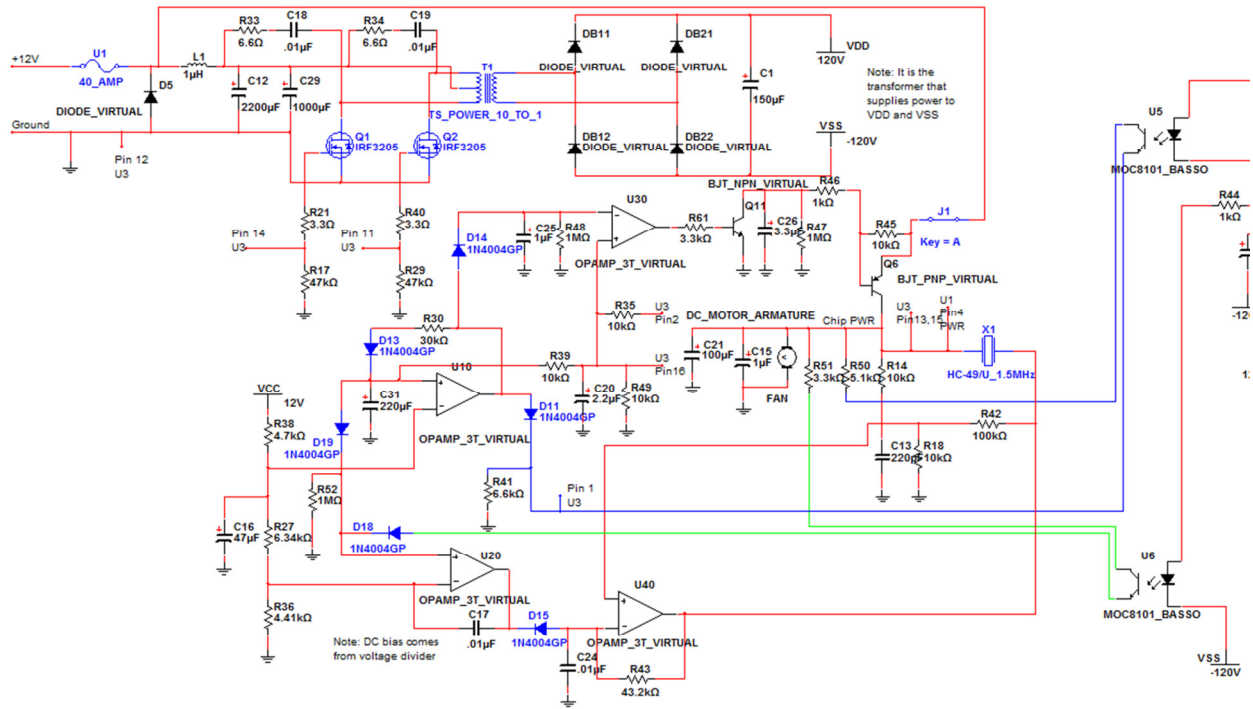 R33
6.6Ω
C18
.01µF
R34
6.6Ω
C19
.01µF
+12V
U1
40_AMP
L1
1µH
D5
DIODE_VIRTUAL
C12
2200µF
C29
1000µF
T1
TS_POWER_10_TO_1
DB11
DIODE_VIRTUAL
DB21
DIODE_VIRTUAL
C1
150µF
VDD
120V
Note: It is the
transformer that
supplies power to
VDD and VSS
Ground
Pin 12
U3
Q1
IRF3205
Q2
IRF3205
DB12
DIODE_VIRTUAL
DB22
DIODE_VIRTUAL
VSS
-120V
U5
MOC8101_BASSO
R21
3.3Ω
R40
3.3Ω
Pin 14
U3
Pin 11
U3
R17
47kΩ
R29
47kΩ
D14
1N4004GP
C25
1µF
R48
1MΩ
U30
OPAMP_3T_VIRTUAL
R61
3.3kΩ
BJT_NPN_VIRTUAL
Q11
R46
1kΩ
C26
3.3µF
R47
1MΩ
R45
10kΩ
J1
Key = A
Q6
BJT_PNP_VIRTUAL
R44
1kΩ
R30
30kΩ
D13
1N4004GP
R35
10kΩ
U3
Pin2
DC_MOTOR_ARMATURE
Chip PWR
U3
Pin13,15
U1
Pin4
PWR
X1
HC-49/U_1.5MHz
R39
10kΩ
U3
Pin16
C21
100µF
C15
1µF
FAN
R51
3.3kΩ
R50
5.1kΩ
R14
10kΩ
VCC
12V
C31
220µF
U10
OPAMP_3T_VIRTUAL
C20
2.2µF
R49
10kΩ
D11
1N4004GP
R38
4.7kΩ
D19
1N4004GP
R42
100kΩ
C13
220pF
R18
10kΩ
R52
1MΩ
R41
6.6kΩ
Pin 1
U3
C16
47µF
R27
6.34kΩ
D18
1N4004GP
U20
OPAMP_3T_VIRTUAL
U6
MOC8101_BASSO
R36
4.41kΩ
C17
.01µF
D15
1N4004GP
U40
OPAMP_3T_VIRTUAL
Note: DC bias comes
from voltage divider
C24
.01µF
R43
43.2kΩ
VSS
-120V